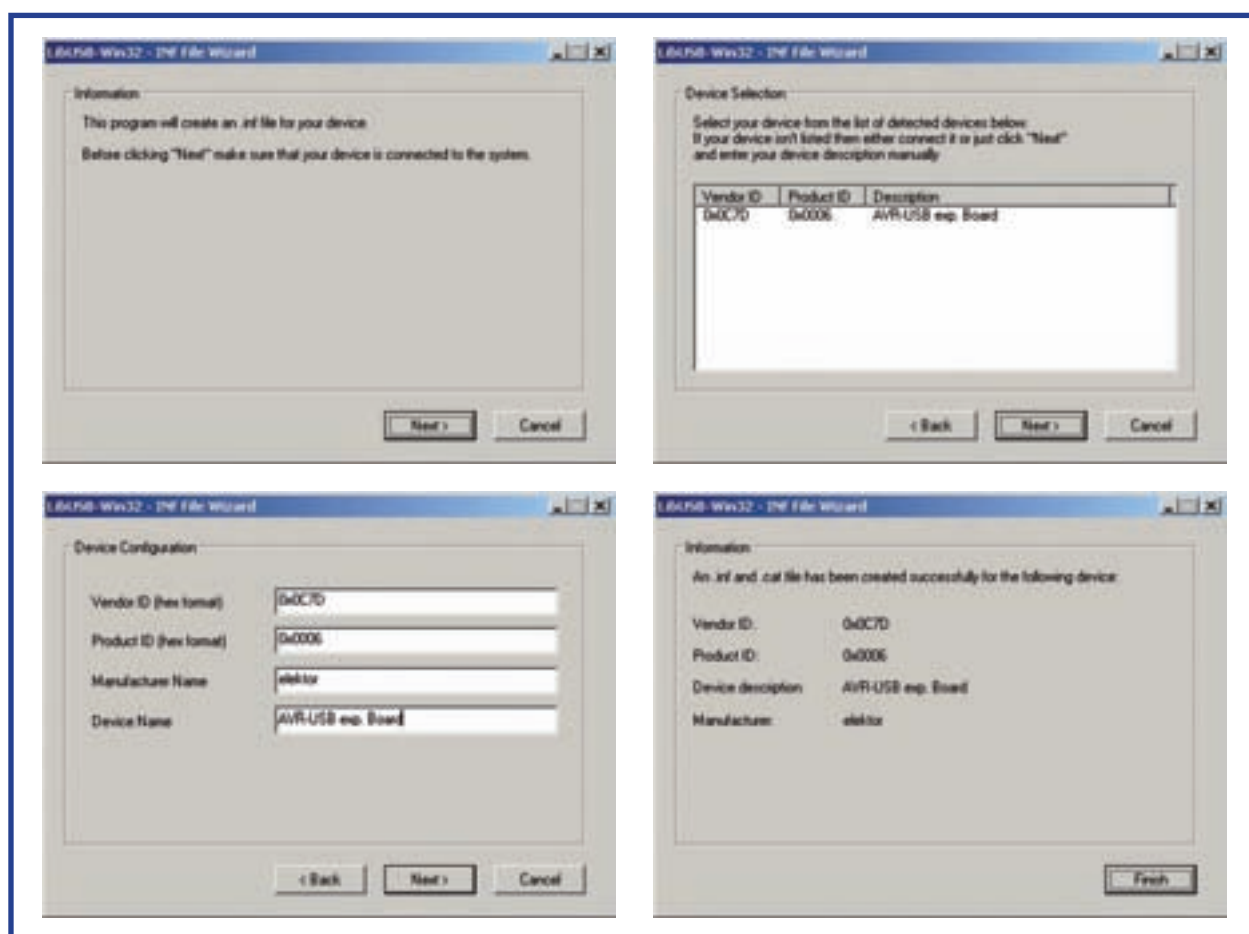 LibUSB-Win32 - INF File Wizard
Information
This program will create an .inf file for your device.
Before clicking "Next" make sure that your device is connected to the system.
Next >
Cancel
LibUSB-Win32 - INF File Wizard
Device Selection
Select your device from the list of detected devices below.
If your device isn't listed then either connect it or just click "Next"
and enter your device description manually
Vendor ID Product ID Description
0x0C7D 0x0006 AVR-USB exp. Board
< Back
Next >
Cancel
LibUSB-Win32 - INF File Wizard
Device Configuration
Vendor ID (hex format) 0x0C7D
Product ID (hex format) 0x0006
Manufacturer Name elektor
Device Name AVR-USB exp. Board
< Back
Next >
Cancel
LibUSB-Win32 - INF File Wizard
Information
An .inf and .cat file has been created successfully for the following device:
Vendor ID: 0x0C7D
Product ID: 0x0006
Device description: AVR-USB exp. Board
Manufacturer: elektor
Finish